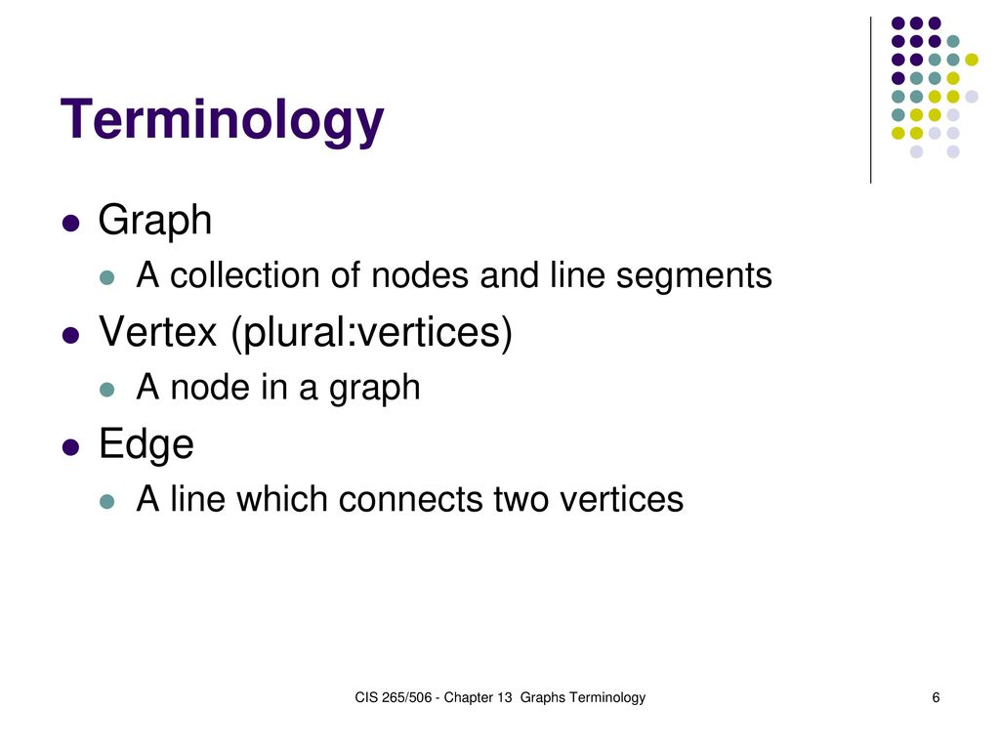 Terminology
Graph
A collection of nodes and line segments
Vertex (plural:vertices)
A node in a graph
Edge
A line which connects two vertices
CIS 265/506 - Chapter 13  Graphs Terminology
6